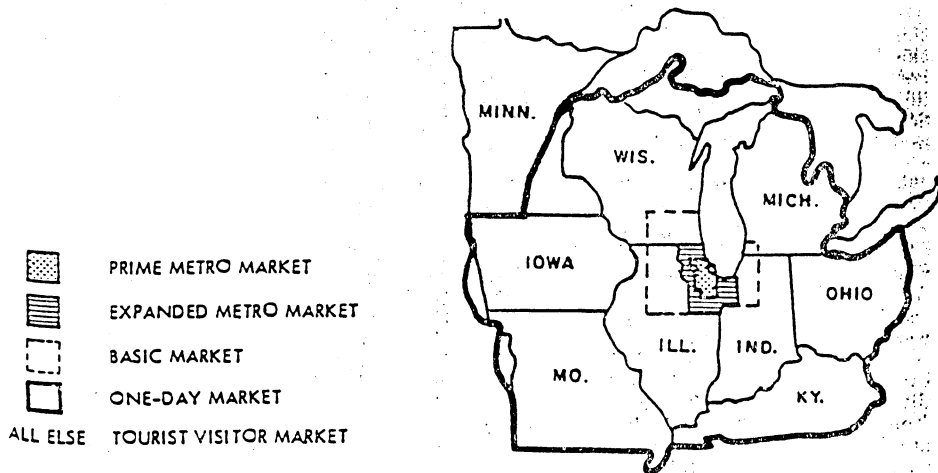 MINN.
WIS.
MICH.
IOWA
OHIO
ILL.
IND.
MO.
KY.
PRIME METRO MARKET
EXPANDED METRO MARKET
BASIC MARKET
ONE-DAY MARKET
ALL ELSE TOURIST VISITOR MARKET